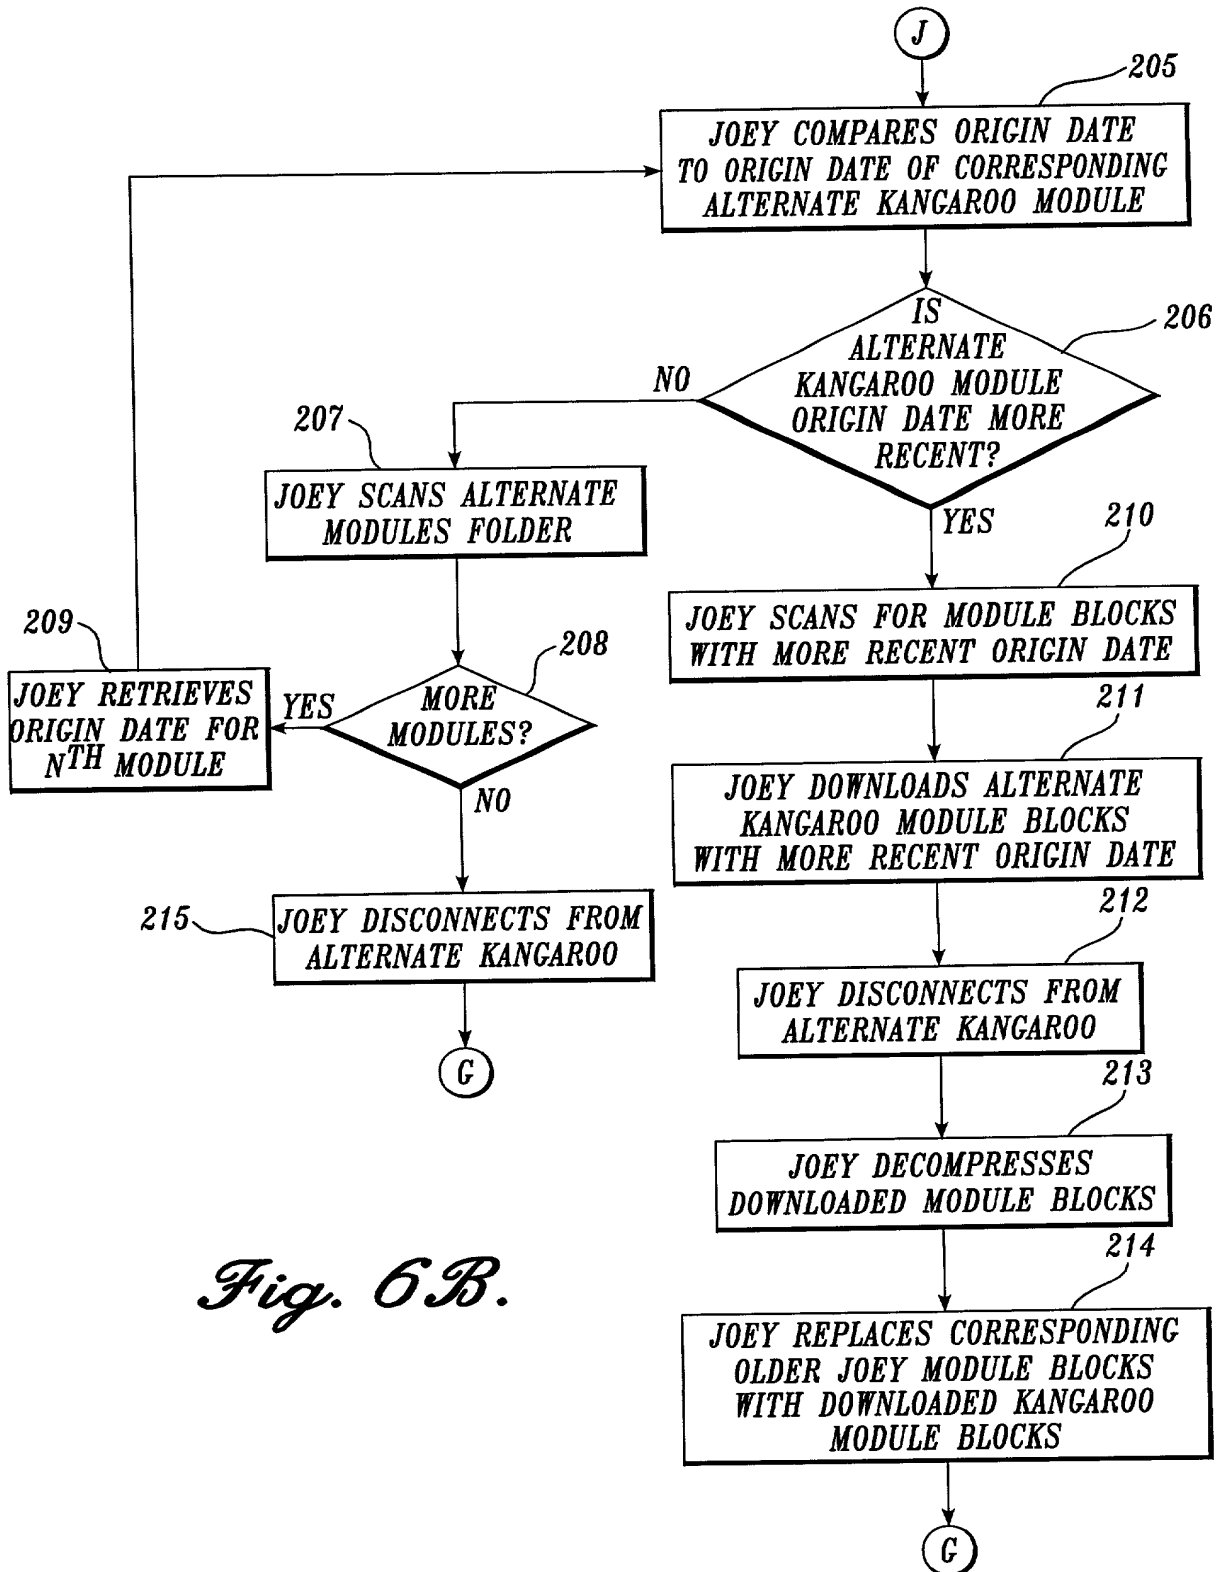 J
205
JOEY COMPARES ORIGIN DATE
TO ORIGIN DATE OF CORRESPONDING
ALTERNATE KANGAROO MODULE
IS
ALTERNATE
KANGAROO MODULE
ORIGIN DATE MORE
RECENT?
206
NO
YES
207
JOEY SCANS ALTERNATE
MODULES FOLDER
208
MORE
MODULES?
YES
NO
209
JOEY RETRIEVES
ORIGIN DATE FOR
NTH MODULE
215
JOEY DISCONNECTS FROM
ALTERNATE KANGAROO
G
210
JOEY SCANS FOR MODULE BLOCKS
WITH MORE RECENT ORIGIN DATE
211
JOEY DOWNLOADS ALTERNATE
KANGAROO MODULE BLOCKS
WITH MORE RECENT ORIGIN DATE
212
JOEY DISCONNECTS FROM
ALTERNATE KANGAROO
213
JOEY DECOMPRESSES
DOWNLOADED MODULE BLOCKS
214
JOEY REPLACES CORRESPONDING
OLDER JOEY MODULE BLOCKS
WITH DOWNLOADED KANGAROO
MODULE BLOCKS
G
Fig. 6B.